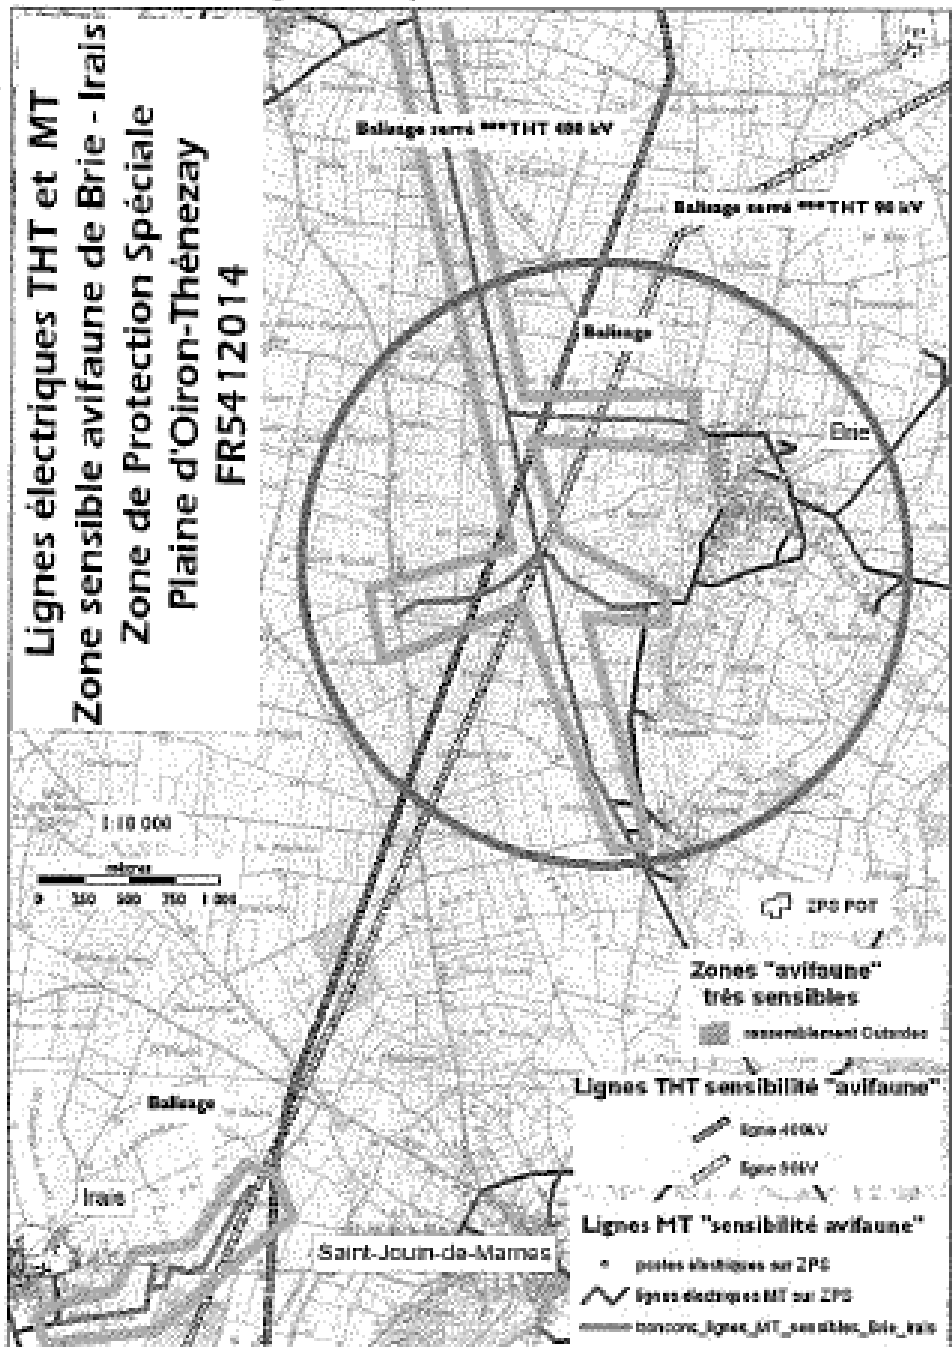 Lignes électriques THT et MT
Zone sensible avifaune de Brie - Irais
Zone de Protection Spéciale
Plaine d'Oiron-Thénezay
FR5412014
Balisage serré ***THT 400 kV
Balisage serré ***THT 90 kV
Balisage
Brie
1:10 000
mètres
0 250 500 750 1 000
ZPS POT
Zones "avifaune"
très sensibles
rassemblement Outardes
Lignes THT sensibilité "avifaune"
ligne 400kV
ligne 90kV
Balisage
Irais
Saint-Jouin-de-Marnes
Lignes MT "sensibilité avifaune"
postes électriques sur ZPS
lignes électriques MT sur ZPS
troncons_lignes_MT_sensibles_Brie_Irais